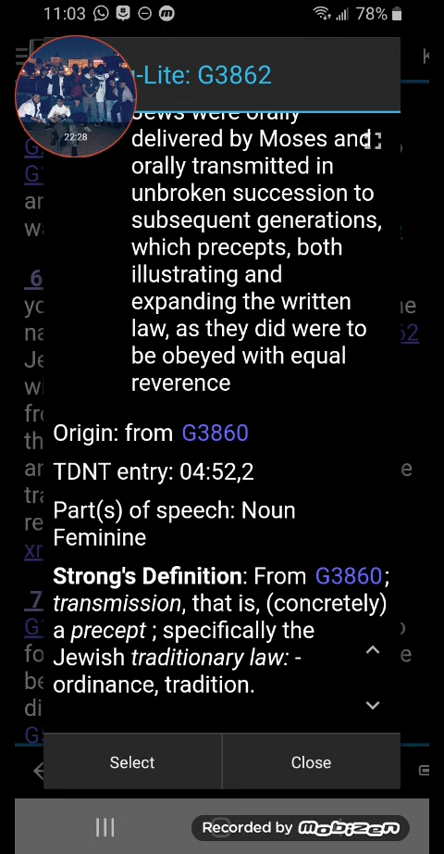 11:03
78%
-Lite: G3862
22:28
Jews were orally
delivered by Moses and
orally transmitted in
unbroken succession to
subsequent generations,
which precepts, both
illustrating and
expanding the written
law, as they did were to
be obeyed with equal
reverence
Origin: from G3860
TDNT entry: 04:52,2
Part(s) of speech: Noun
Feminine
Strong's Definition: From G3860;
transmission, that is, (concretely)
a precept ; specifically the
Jewish traditionary law: -
ordinance, tradition.
6
7
Select
Close
Recorded by Mobizen